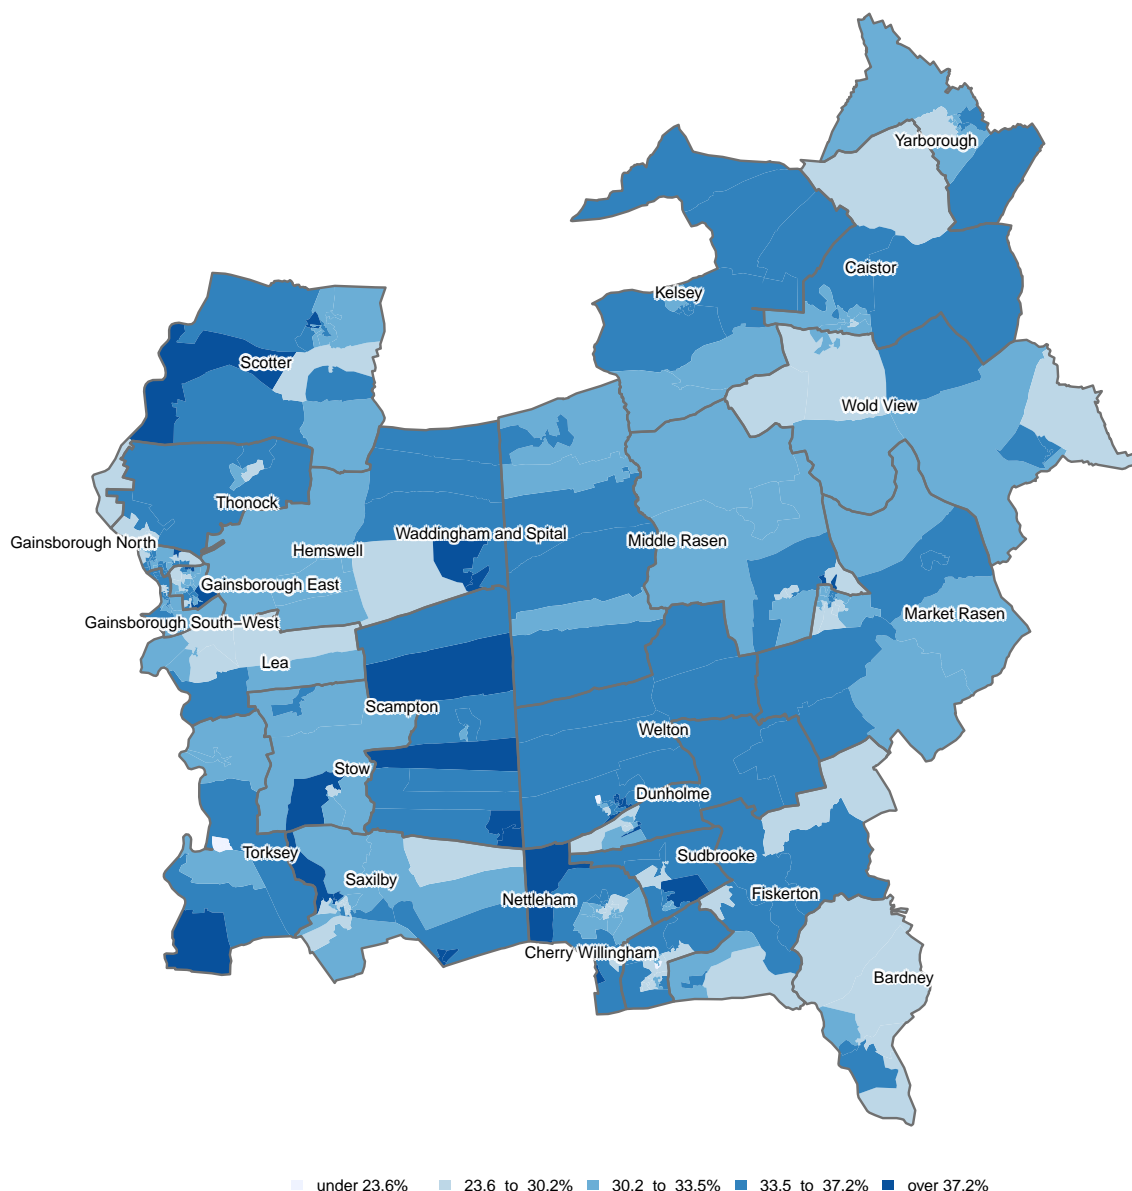 Yarborough
Caistor
Kelsey
Scotter
Wold View
Thonock
Waddingham and Spital
Middle Rasen
Gainsborough North
Hemswell
Gainsborough East
Market Rasen
Gainsborough South−West
Lea
Scampton
Welton
Stow
Dunholme
Torksey
Sudbrooke
Saxilby
Fiskerton
Nettleham
Cherry Willingham
Bardney
under 23.6% 23.6 to 30.2% 30.2 to 33.5% 33.5 to 37.2% over 37.2%